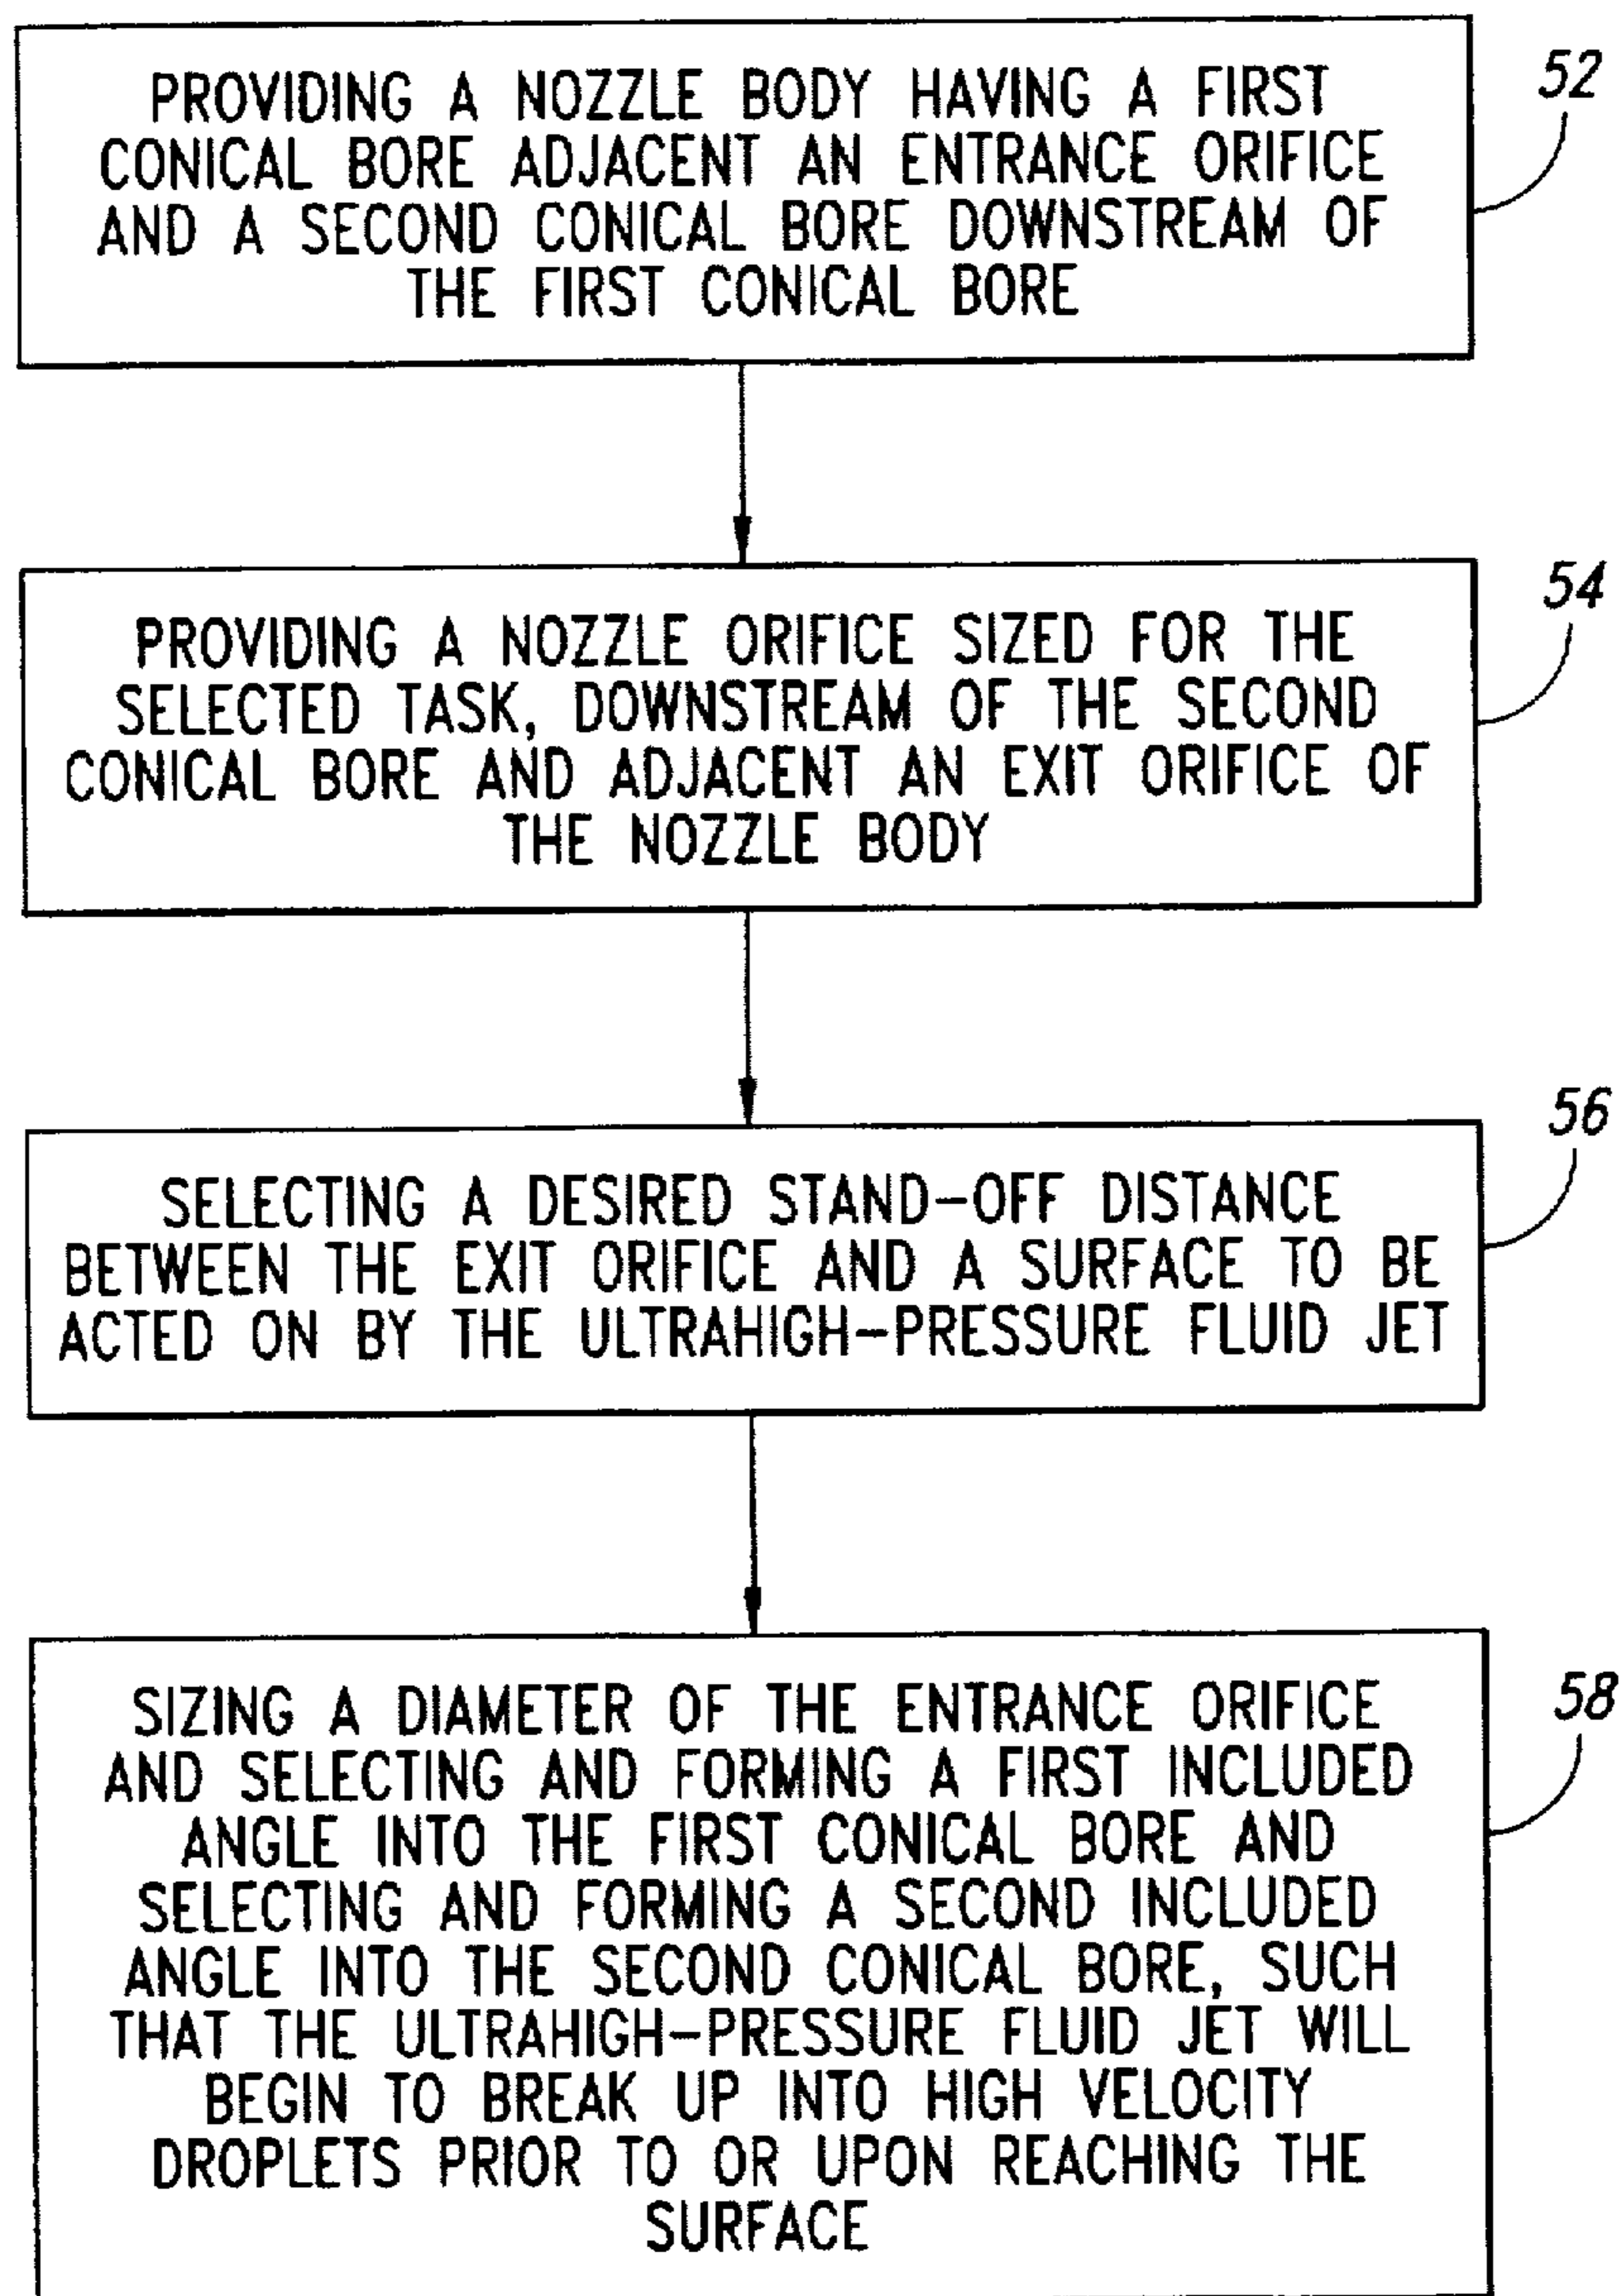 PROVIDING A NOZZLE BODY HAVING A FIRST
CONICAL BORE ADJACENT AN ENTRANCE ORIFICE
AND A SECOND CONICAL BORE DOWNSTREAM OF
THE FIRST CONICAL BORE
52
PROVIDING A NOZZLE ORIFICE SIZED FOR THE
SELECTED TASK, DOWNSTREAM OF THE SECOND
CONICAL BORE AND ADJACENT AN EXIT ORIFICE OF
THE NOZZLE BODY
54
SELECTING A DESIRED STAND-OFF DISTANCE
BETWEEN THE EXIT ORIFICE AND A SURFACE TO BE
ACTED ON BY THE ULTRAHIGH-PRESSURE FLUID JET
56
SIZING A DIAMETER OF THE ENTRANCE ORIFICE
AND SELECTING AND FORMING A FIRST INCLUDED
ANGLE INTO THE FIRST CONICAL BORE AND
SELECTING AND FORMING A SECOND INCLUDED
ANGLE INTO THE SECOND CONICAL BORE, SUCH
THAT THE ULTRAHIGH-PRESSURE FLUID JET WILL
BEGIN TO BREAK UP INTO HIGH VELOCITY
DROPLETS PRIOR TO OR UPON REACHING THE
SURFACE
58